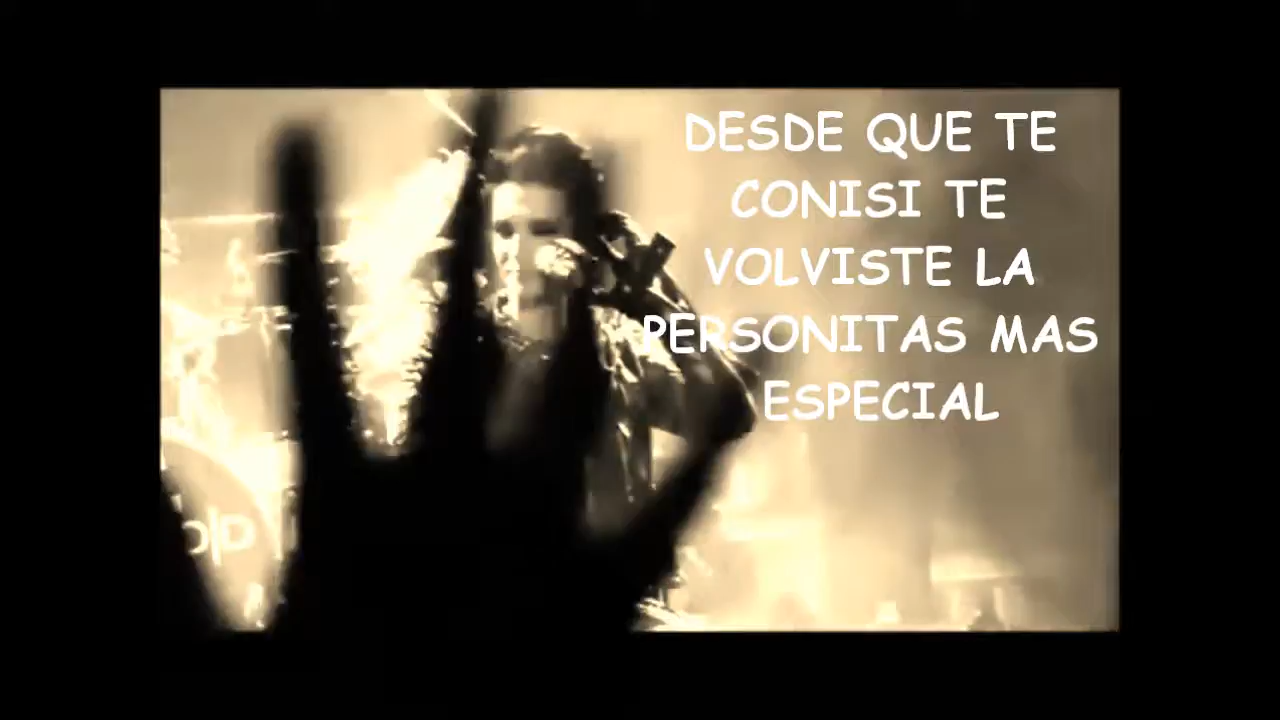 DESDE QUE TE
CONISI TE
VOLVISTE LA
PERSONITAS MAS
ESPECIAL